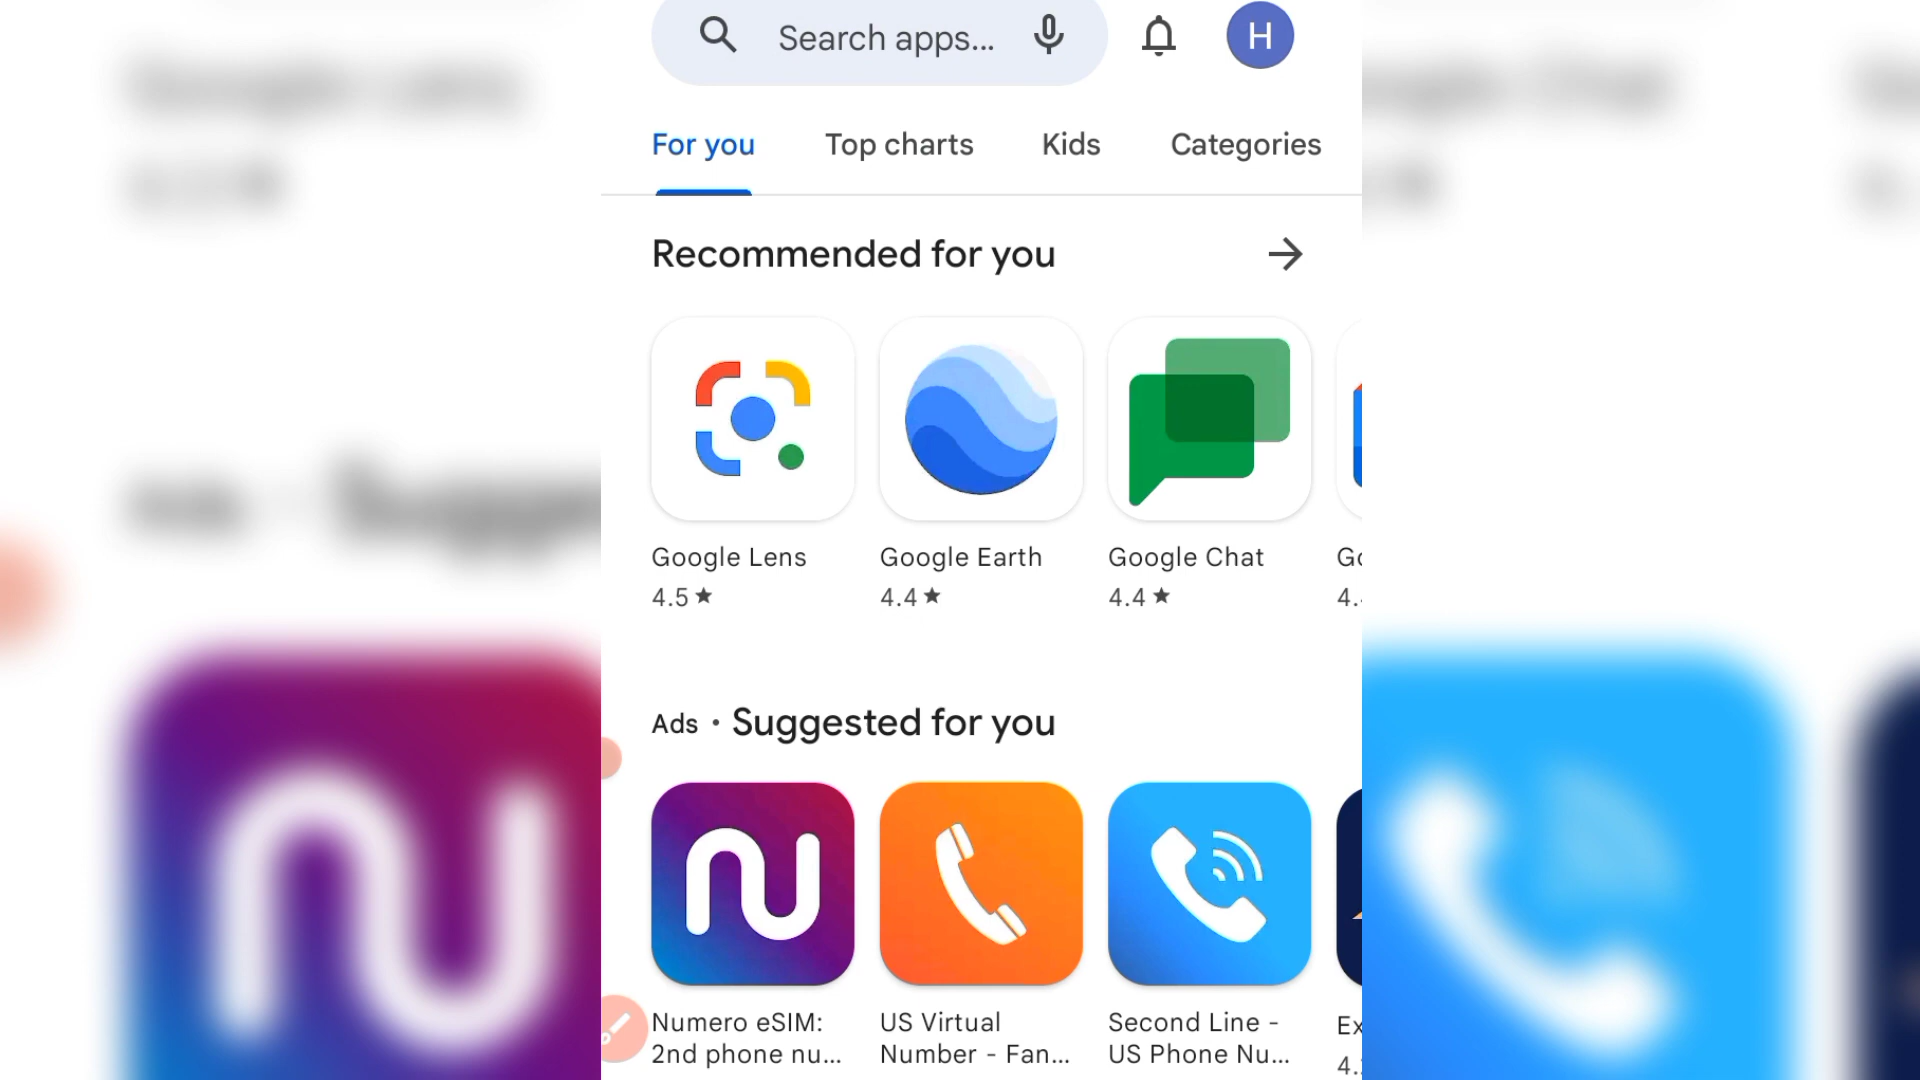 Search apps...
H
For you Top charts Kids Categories
Recommended for you
Google Lens Google Earth Google Chat
4.5★ 4.4★ 4.4★
Ads • Suggested for you
Numero eSIM: US Virtual Second Line -
2nd phone nu... Number - Fan... US Phone Nu...